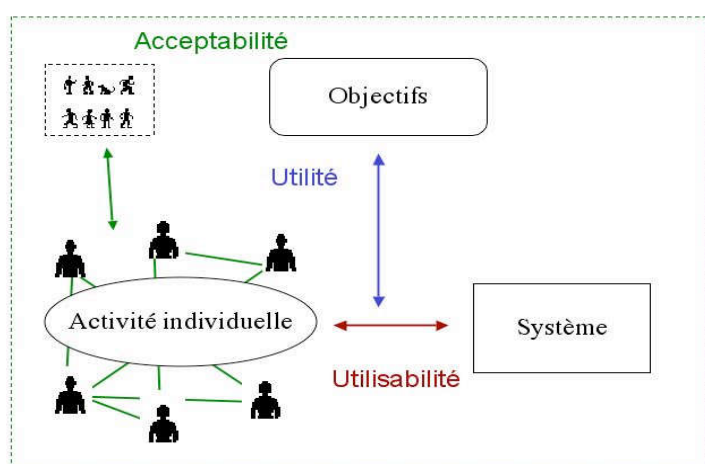 Acceptabilité
Objectifs
Utilité
Activité individuelle
Système
Utilisabilité